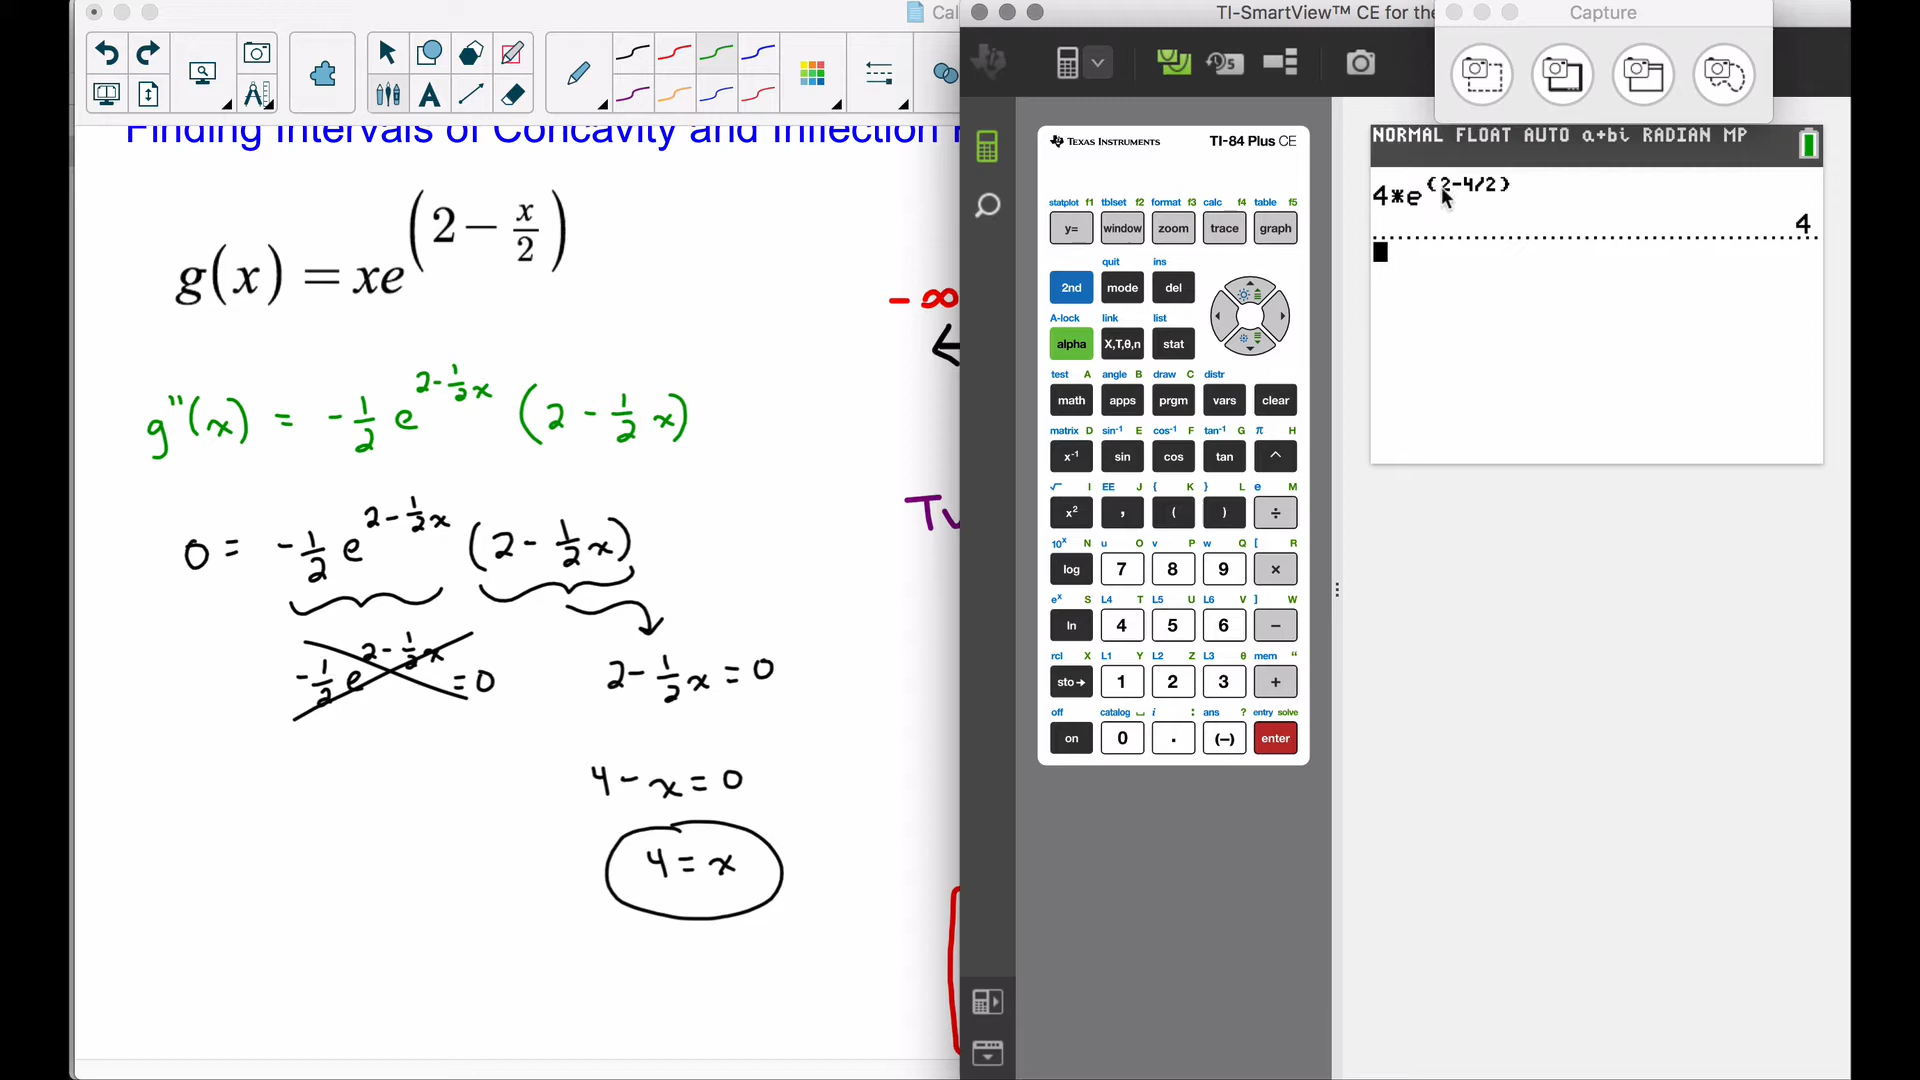 Cal
TI-SmartView™ CE for the
Capture
Finding Intervals of Concavity and Inflection
g(x) = xe^(2 − x/2)
- ∞
g"(x) = -1/2 e^2-1/2x (2 - 1/2 x)
0 = -1/2 e^2-1/2x (2 - 1/2 x)
-1/2 e^2-1/2x = 0
2 - 1/2 x = 0
4 - x = 0
4 = x
TEXAS INSTRUMENTS
TI-84 Plus CE
statplot f1 tblset f2 format f3 calc f4 table f5
y= window zoom trace graph
quit ins
2nd mode del
A-lock link list
alpha X,T,θ,n stat
test A angle B draw C distr
math apps prgm vars clear
matrix D sin⁻¹ E cos⁻¹ F tan⁻¹ G π H
x⁻¹ sin cos tan ^
√ I EE J { K } L e M
x² , ( ) ÷
10ˣ N u O v P w Q [ R
log 7 8 9 ×
eˣ S L4 T L5 U L6 V ] W
ln 4 5 6 −
rcl X L1 Y L2 Z L3 θ mem “
sto→ 1 2 3 +
off catalog ⎵ i : ans ? entry solve
on 0 . (−) enter
NORMAL FLOAT AUTO a+bi RADIAN MP
4*e^(2-4/2)
4